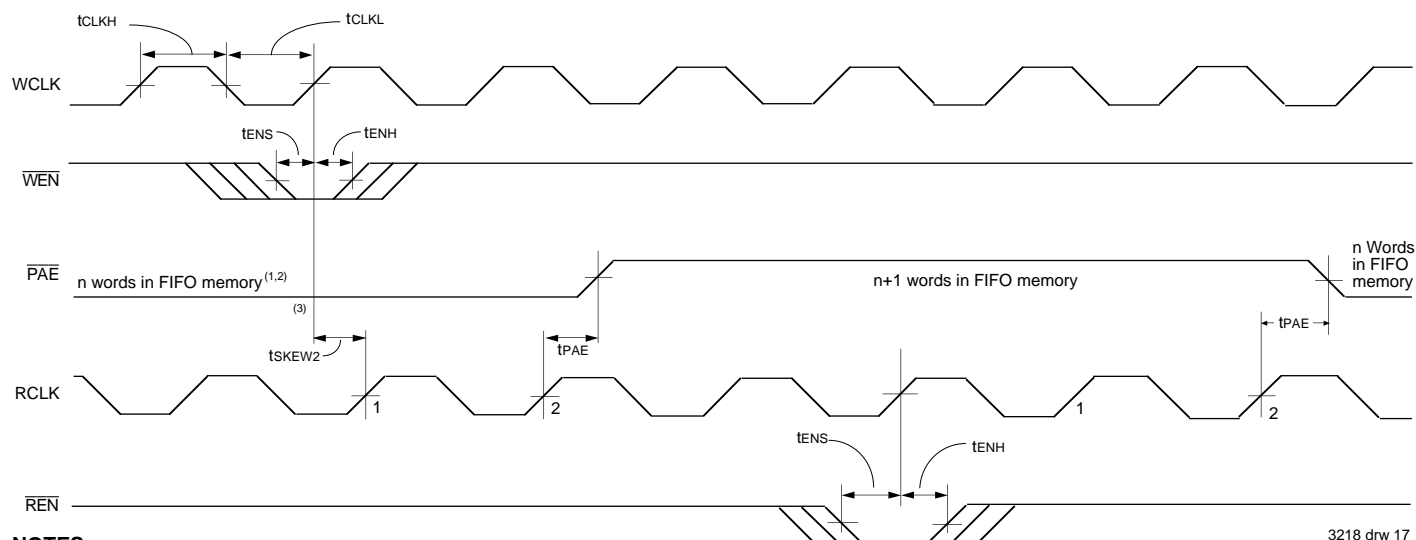 tCLKH
tCLKL
WCLK
tENS
tENH
WEN
PAE
n words in FIFO memory (1,2)
n+1 words in FIFO memory
n Words
in FIFO
memory
(3)
tSKEW2
tPAE
tPAE
RCLK
1
2
1
2
tENS
tENH
REN
NOTES
3218 drw 17